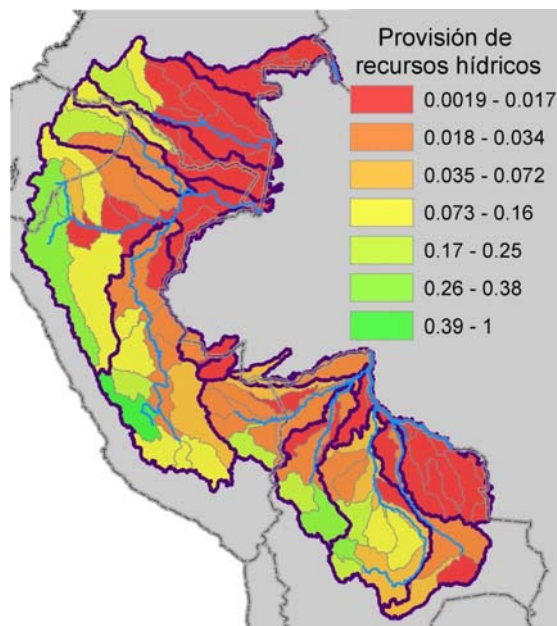 Provisión de
recursos hídricos
0.0019 - 0.017
0.018 - 0.034
0.035 - 0.072
0.073 - 0.16
0.17 - 0.25
0.26 - 0.38
0.39 - 1